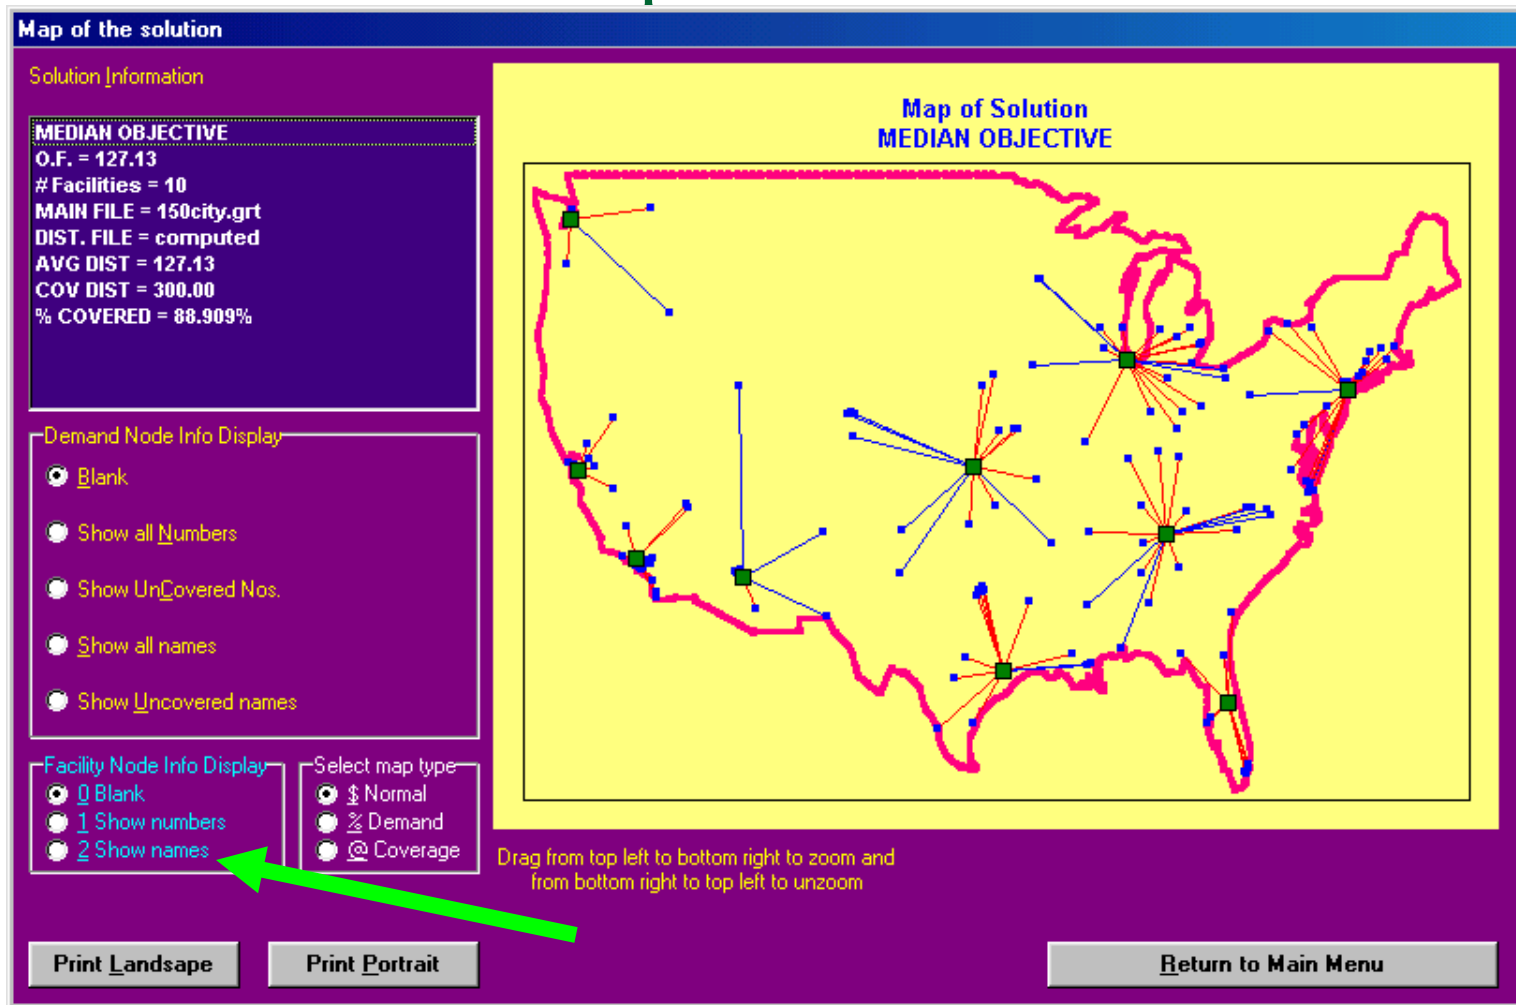 Map of the solution
Solution Information
MEDIAN OBJECTIVE
O.F. = 127.13
# Facilities = 10
MAIN FILE = 150city.grt
DIST. FILE = computed
AVG DIST = 127.13
COV DIST = 300.00
% COVERED = 88.909%
Demand Node Info Display
Blank
Show all Numbers
Show UnCovered Nos.
Show all names
Show Uncovered names
Facility Node Info Display
0 Blank
1 Show numbers
2 Show names
Select map type
$ Normal
% Demand
@ Coverage
Map of Solution
MEDIAN OBJECTIVE
Drag from top left to bottom right to zoom and
from bottom right to top left to unzoom
Print Landsape
Print Portrait
Return to Main Menu